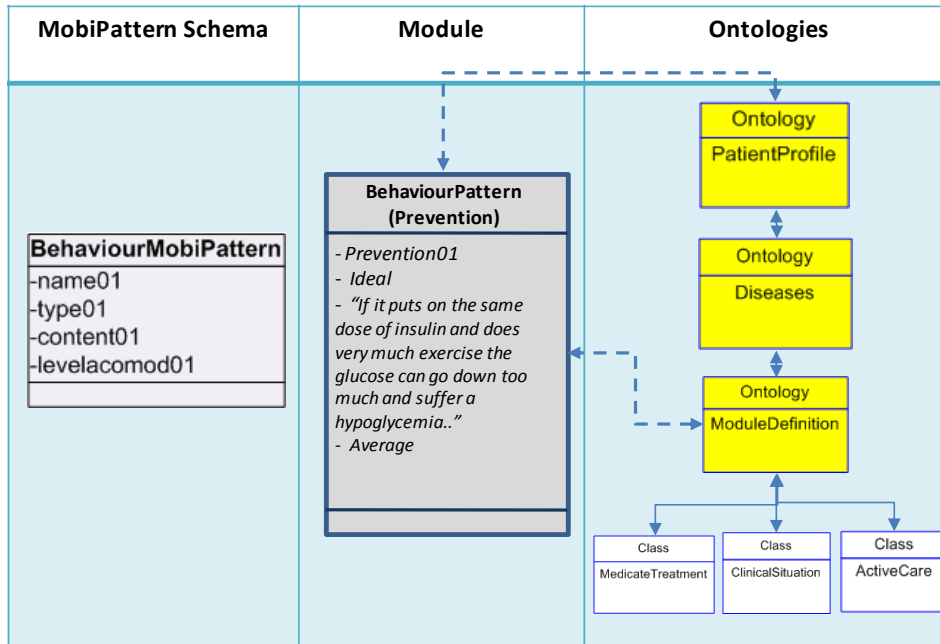 MobiPattern Schema
Module
Ontologies
BehaviourMobiPattern
-name01
-type01
-content01
-levelacomod01
BehaviourPattern
(Prevention)
- Prevention01
- Ideal
- “If it puts on the same
dose of insulin and does
very much exercise the
glucose can go down too
much and suffer a
hypoglycemia..”
- Average
Ontology
PatientProfile
Ontology
Diseases
Ontology
ModuleDefinition
Class
MedicateTreatment
Class
ClinicalSituation
Class
ActiveCare